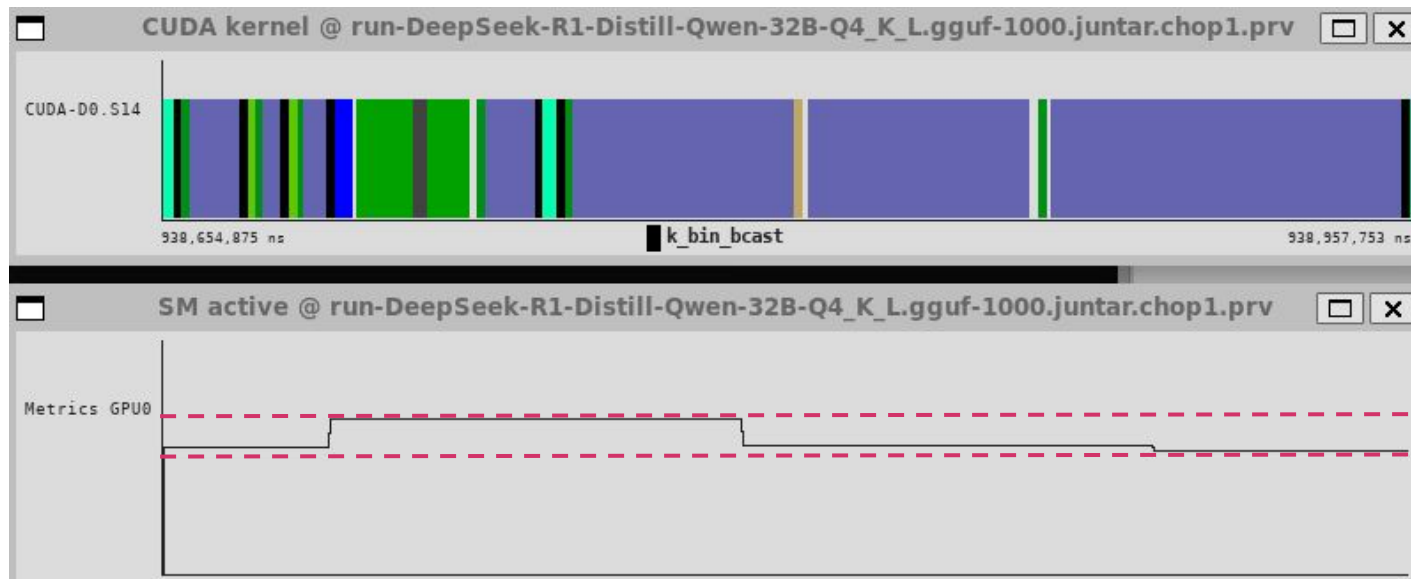 CUDA kernel @ run-DeepSeek-R1-Distill-Qwen-32B-Q4_K_L.gguf-1000.juntar.chop1.prv
CUDA-D0.S14
938,654,875 ns
k_bin_bcast
938,957,753 ns
SM active @ run-DeepSeek-R1-Distill-Qwen-32B-Q4_K_L.gguf-1000.juntar.chop1.prv
Metrics GPU0